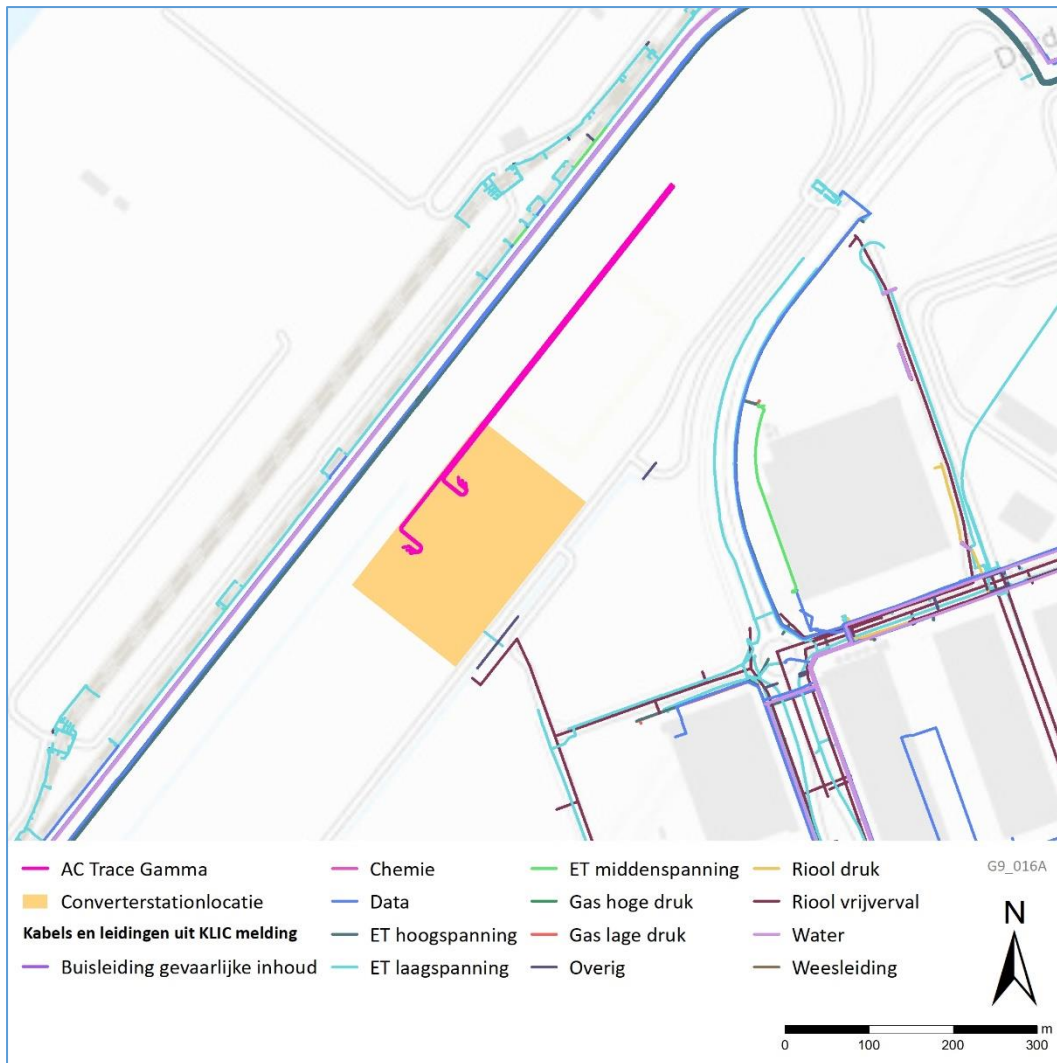 Dard
AC Trace Gamma
Converterstationlocatie
Kabels en leidingen uit KLIC melding
Buisleiding gevaarlijke inhoud
Chemie
Data
ET hoogspanning
ET laagspanning
ET middenspanning
Gas hoge druk
Gas lage druk
Overig
Riool druk
Riool vrijverval
Water
Weesleiding
G9_016A
N
m
0 100 200 300